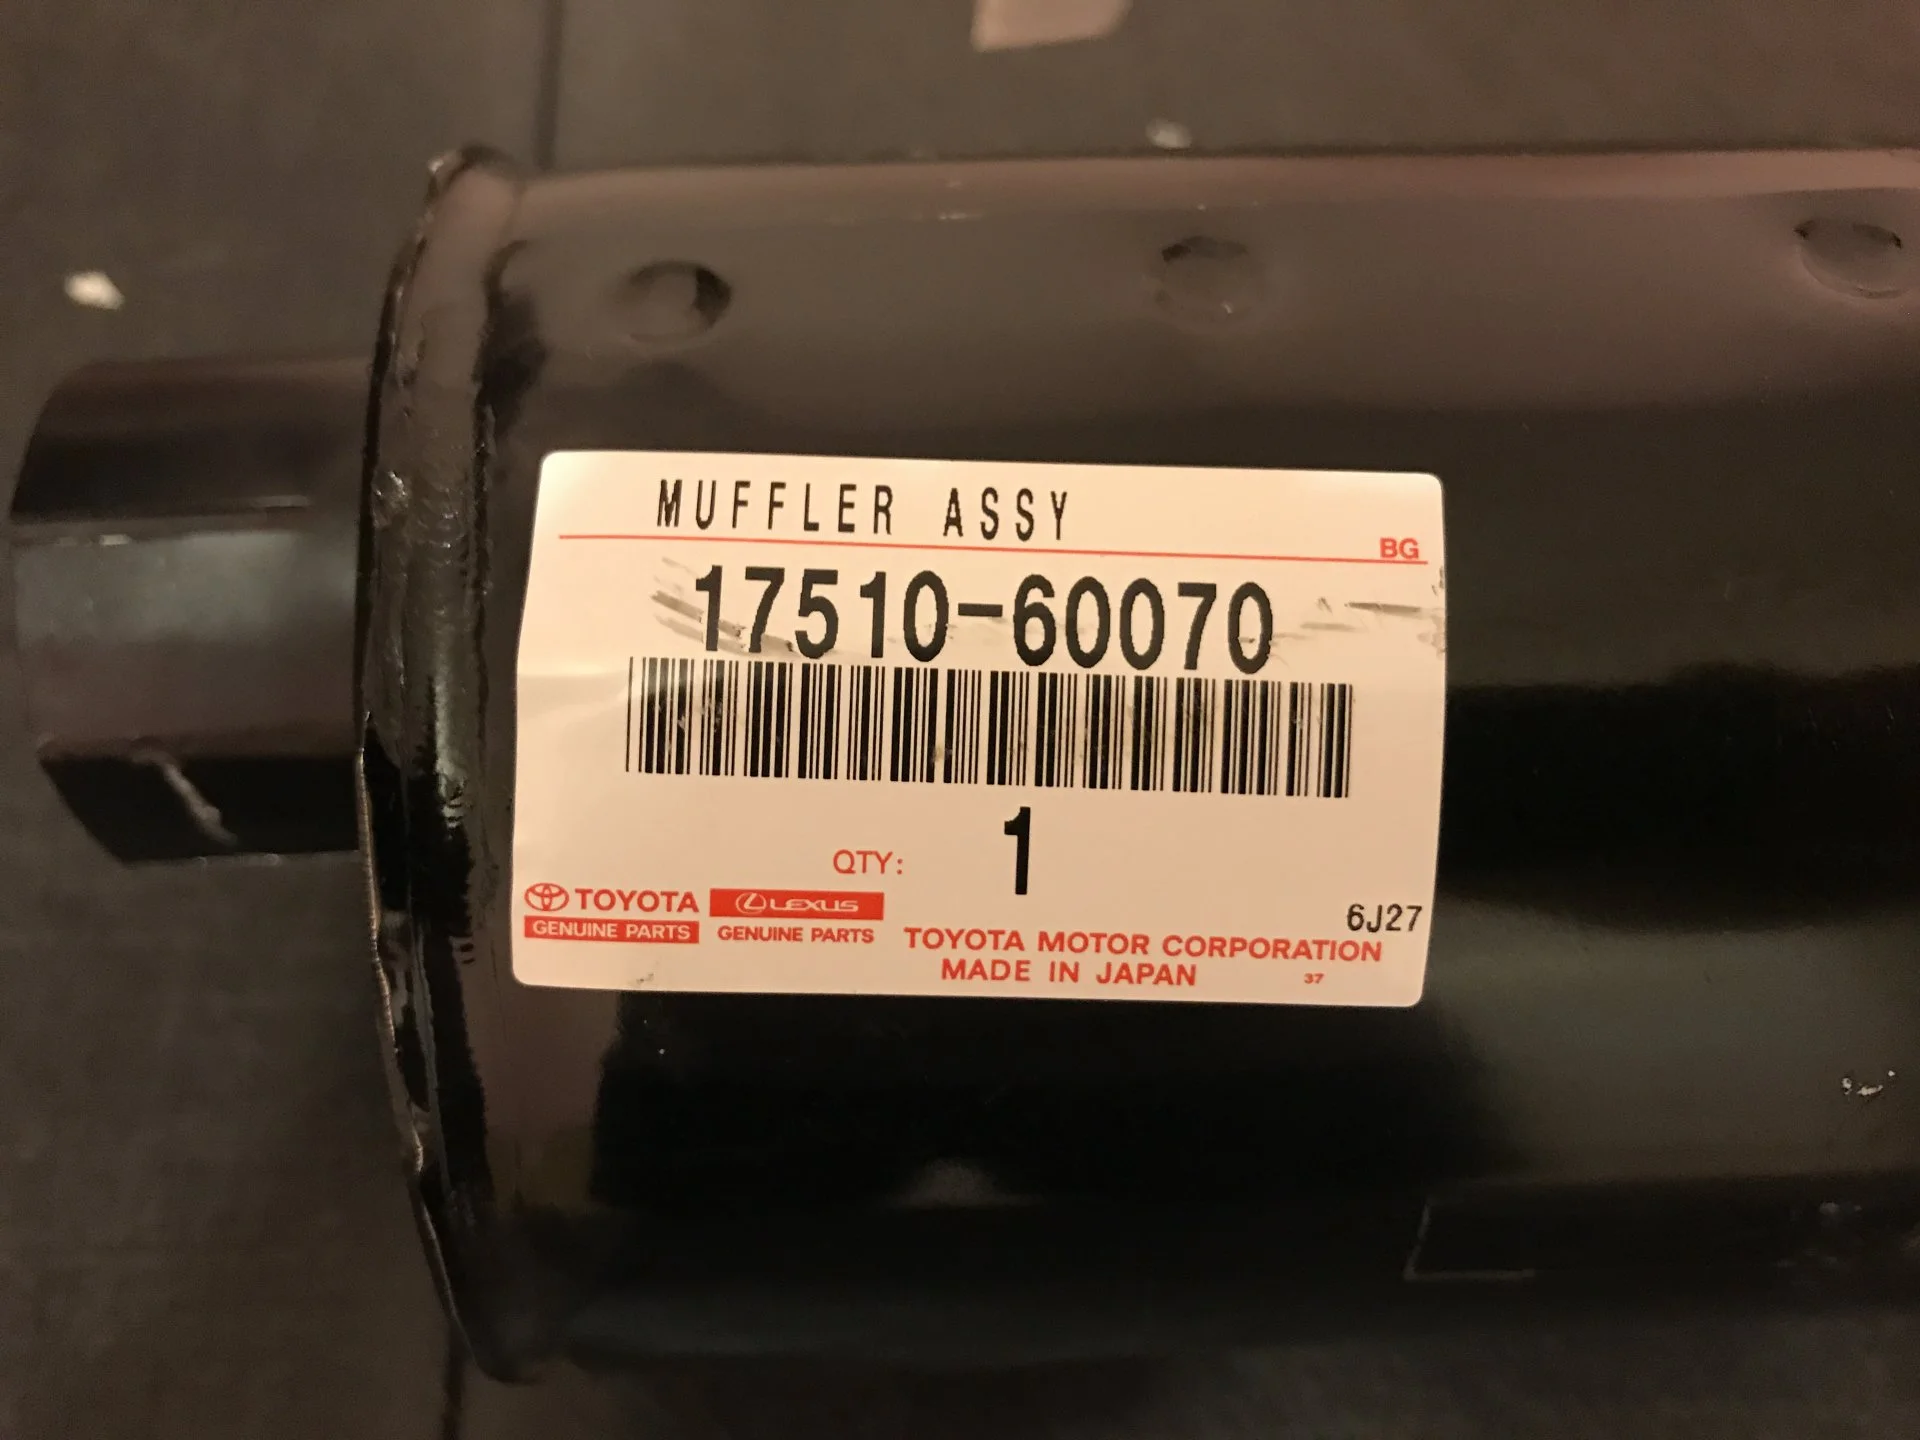 MUFFLER ASSY
BG
17510-60070
QTY: 1
6J27
TOYOTA LEXUS
GENUINE PARTS GENUINE PARTS
TOYOTA MOTOR CORPORATION
MADE IN JAPAN 37